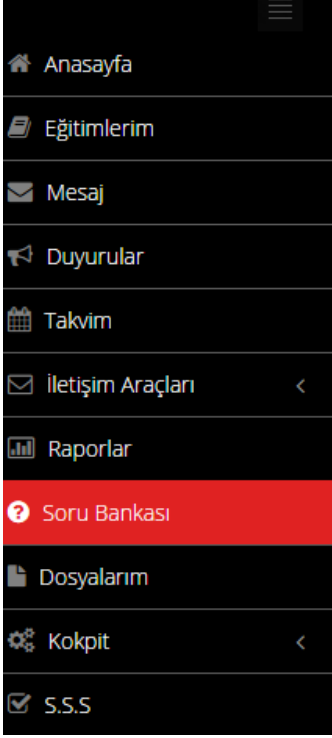 Anasayfa
Eğitimlerim
Mesaj
Duyurular
Takvim
İletişim Araçları
Raporlar
Soru Bankası
Dosyalarım
Kokpit
S.S.S